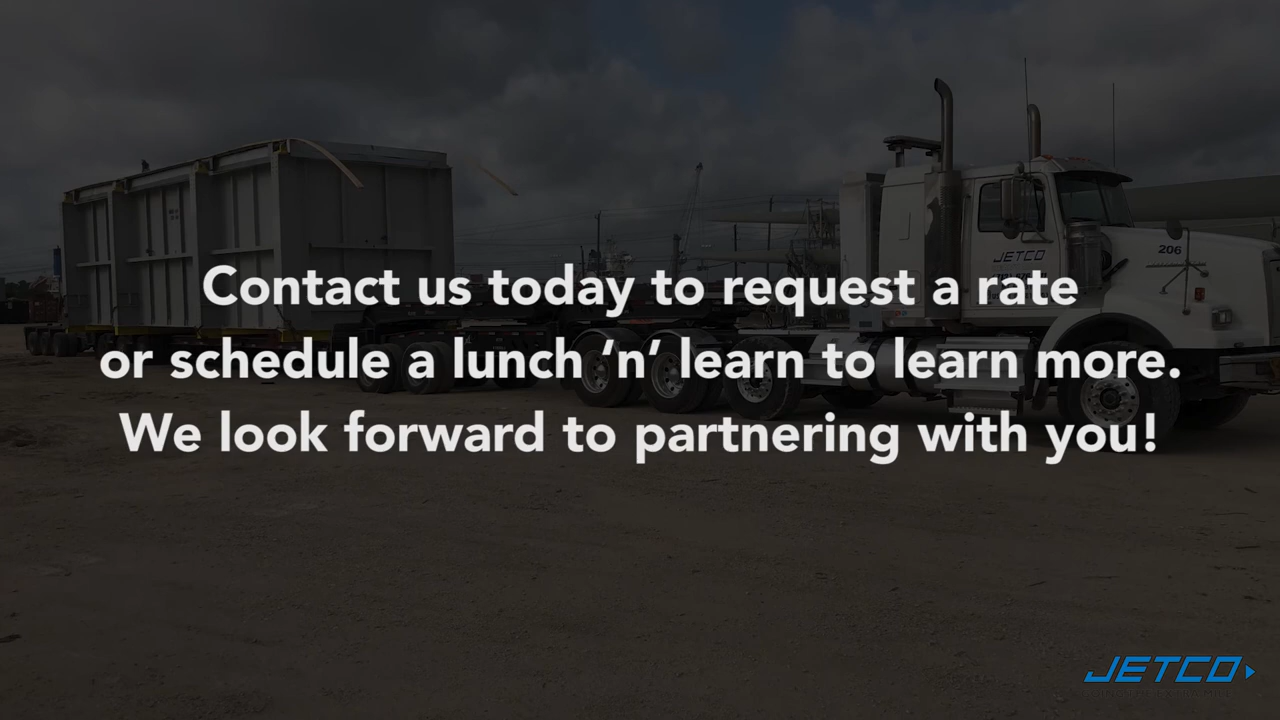 JETCO
206
Contact us today to request a rate
or schedule a lunch ‘n’ learn to learn more.
We look forward to partnering with you!
JETCO